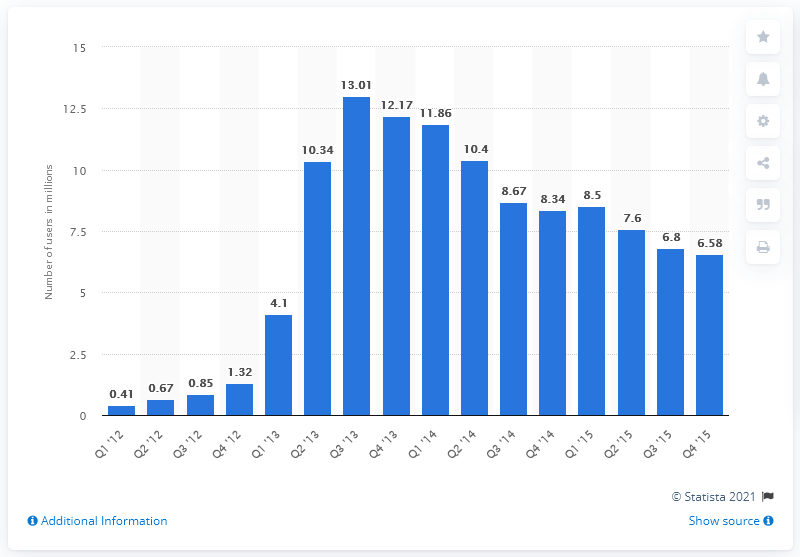 15
13.01
12.5
12.17
11.86
10.34
10.4
10
8.67
8.34
8.5
7.6
7.5
6.8
6.58
5
4.1
2.5
1.32
0.85
0.67
0.41
0
Number of users in millions
Q1 '12
Q2 '12
Q3 '12
Q4 '12
Q1 '13
Q2 '13
Q3 '13
Q4 '13
Q1 '14
Q2 '14
Q3 '14
Q4 '14
Q1 '15
Q2 '15
Q3 '15
Q4 '15
© Statista 2021
Additional Information
Show source